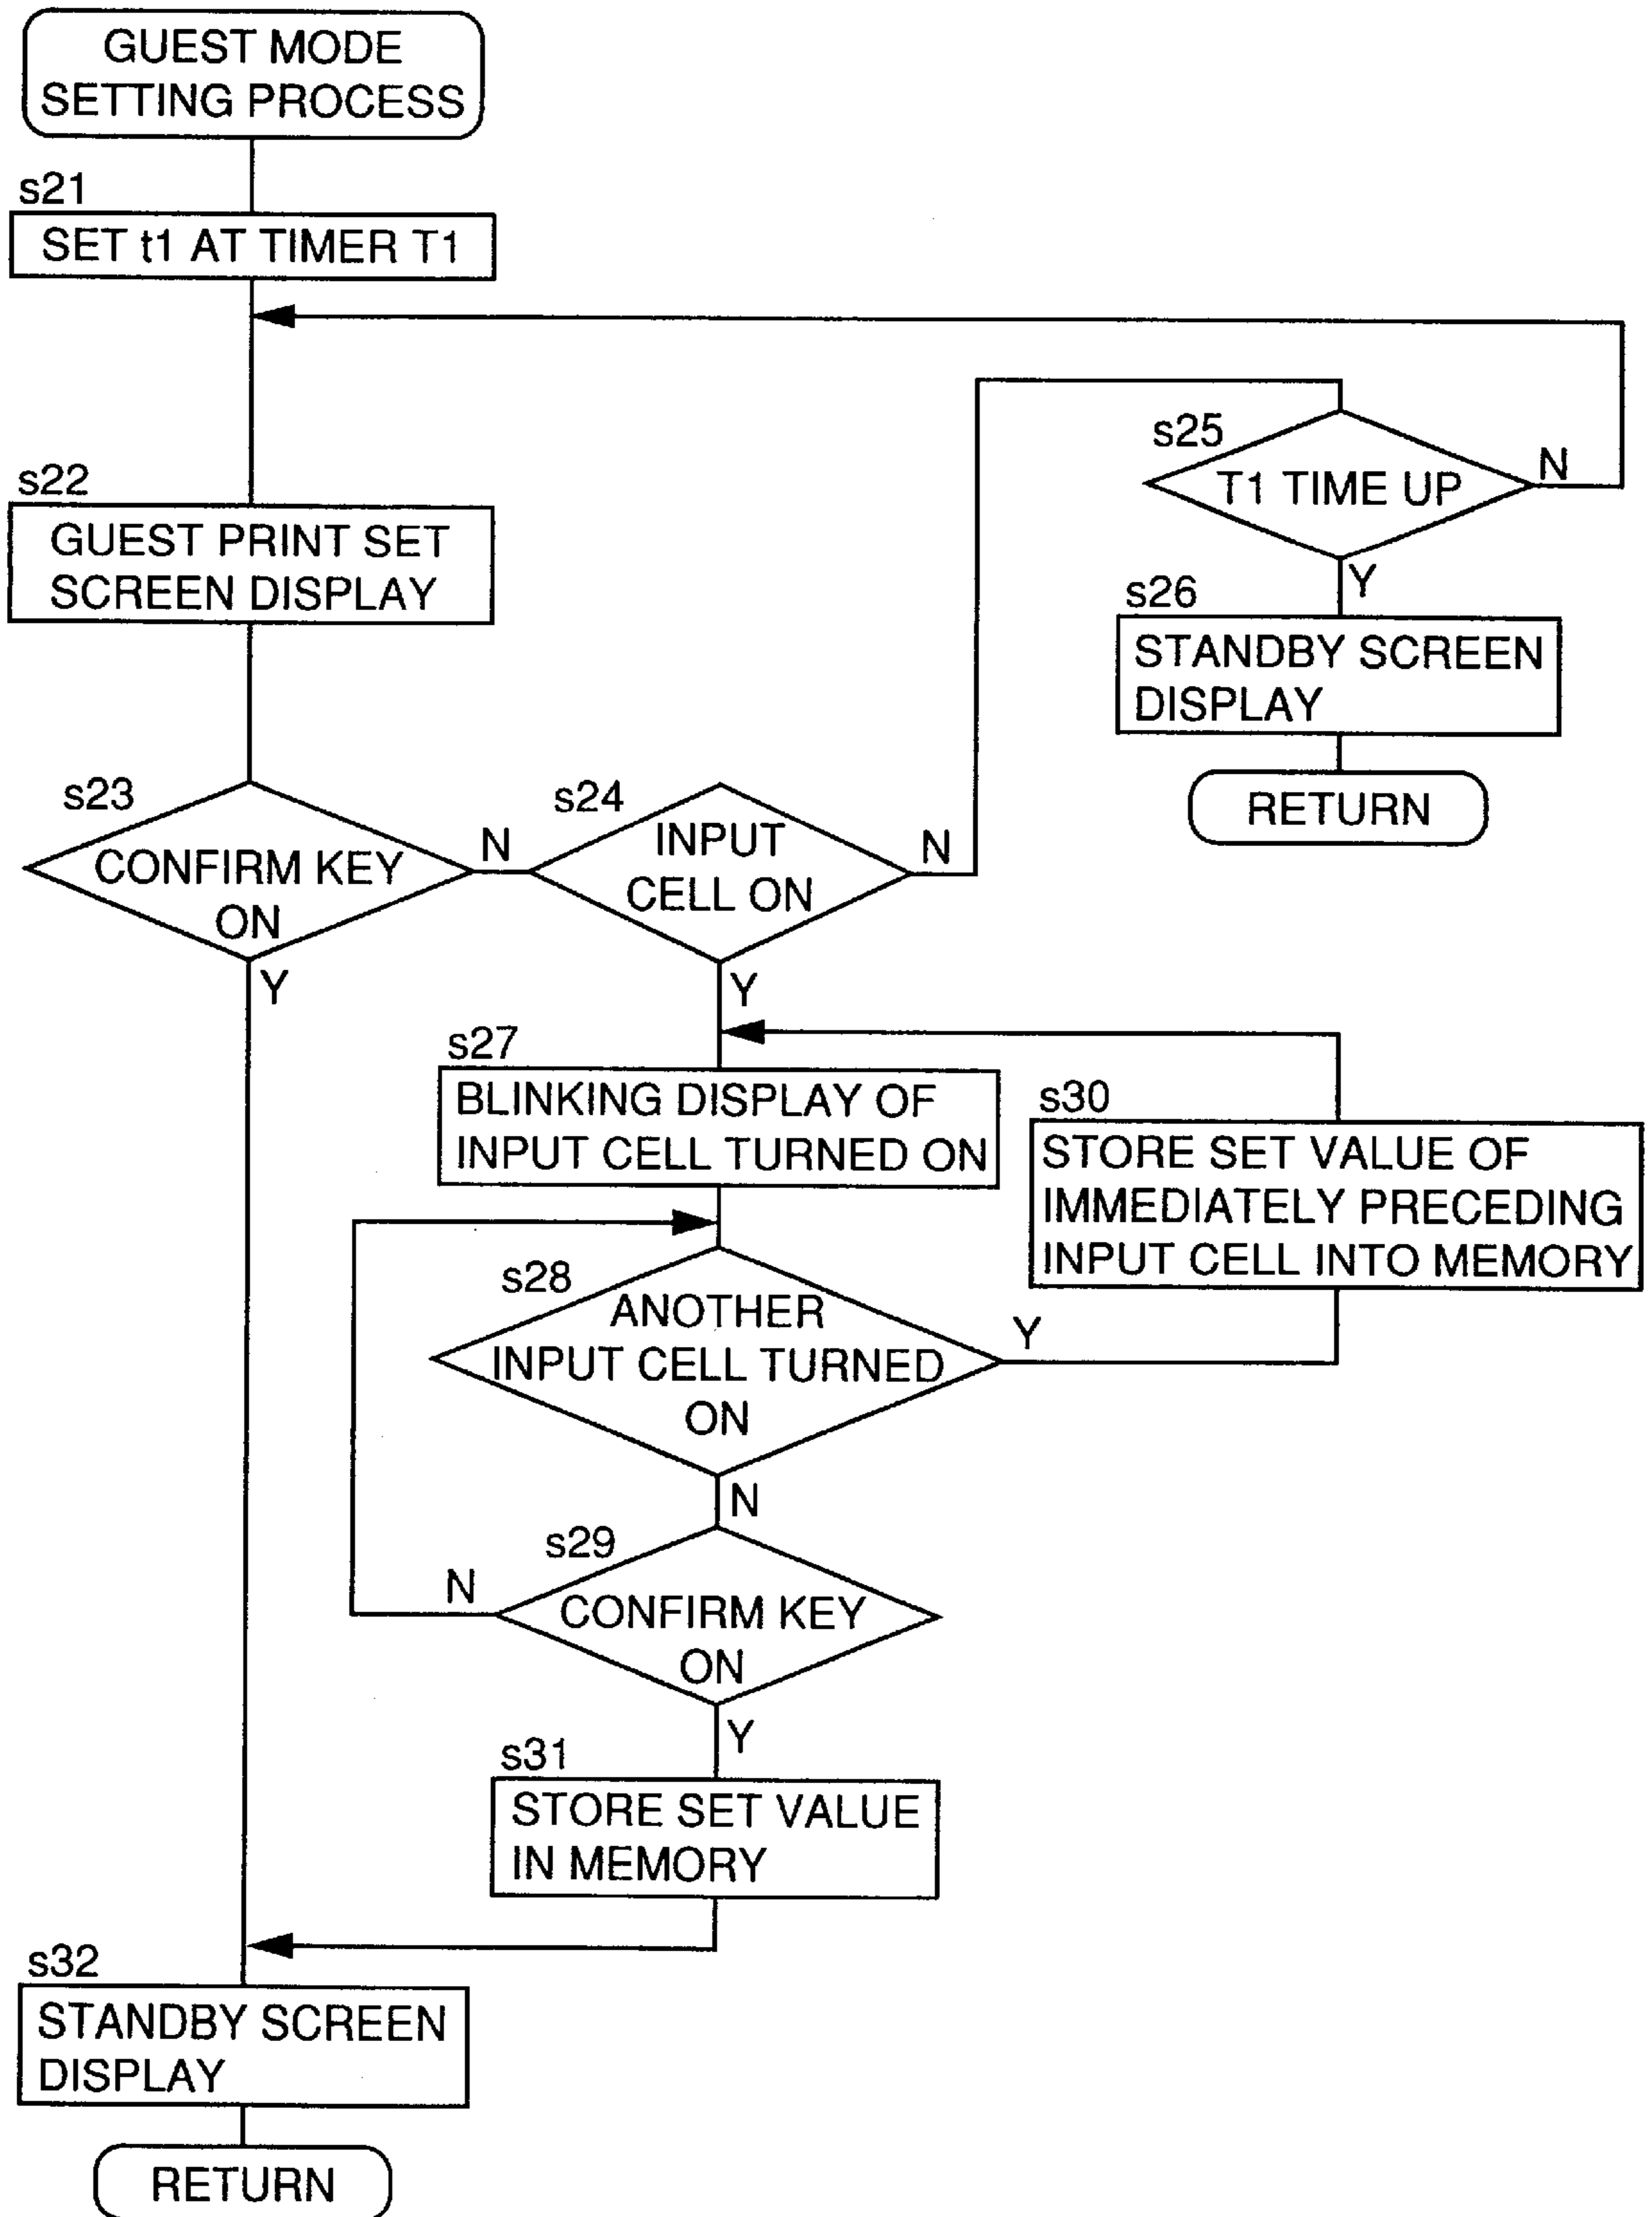 GUEST MODE
SETTING PROCESS
s21
SET t1 AT TIMER T1
s25
T1 TIME UP
N
Y
s22
GUEST PRINT SET
SCREEN DISPLAY
s26
STANDBY SCREEN
DISPLAY
RETURN
s23
CONFIRM KEY
ON
N
Y
s24
INPUT
CELL ON
N
Y
s27
BLINKING DISPLAY OF
INPUT CELL TURNED ON
s30
STORE SET VALUE OF
IMMEDIATELY PRECEDING
INPUT CELL INTO MEMORY
s28
ANOTHER
INPUT CELL TURNED
ON
Y
N
s29
CONFIRM KEY
ON
N
Y
s31
STORE SET VALUE
IN MEMORY
s32
STANDBY SCREEN
DISPLAY
RETURN